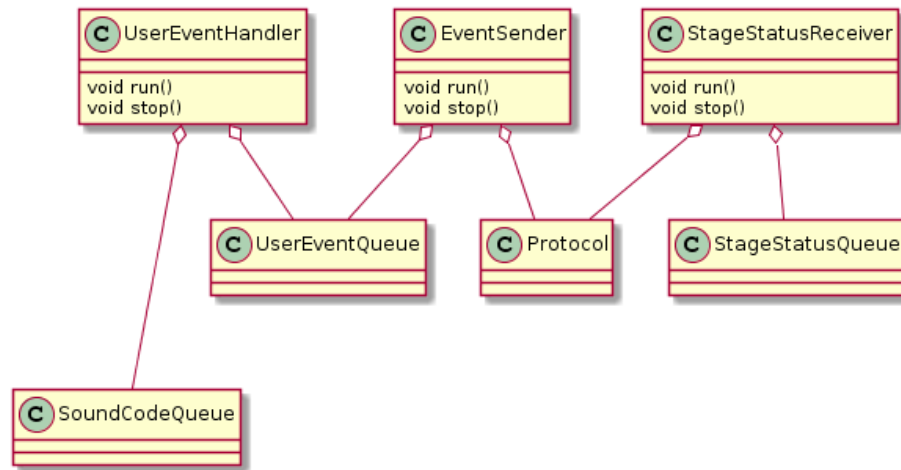 C UserEventHandler
void run()
void stop()
C EventSender
void run()
void stop()
C StageStatusReceiver
void run()
void stop()
C UserEventQueue
C Protocol
C StageStatusQueue
C SoundCodeQueue